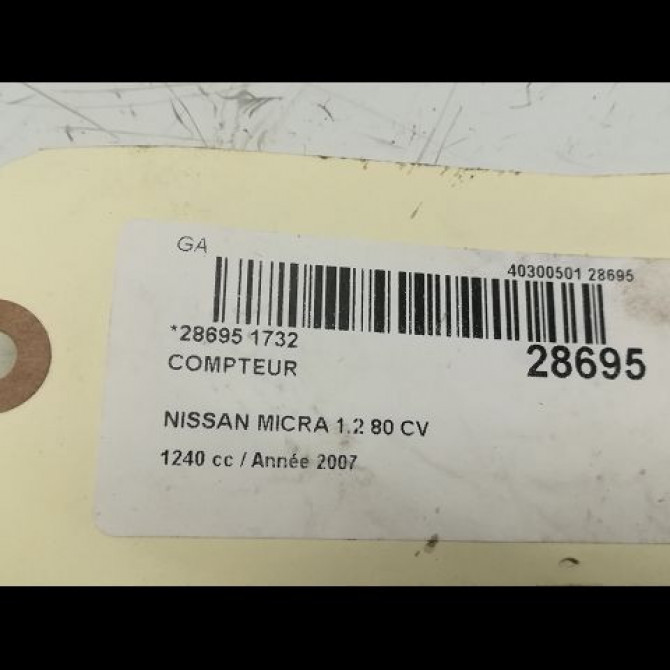 GA
40300501 28695
*28695 1732
28695
COMPTEUR
NISSAN MICRA 1.2 80 CV
1240 cc / Année 2007